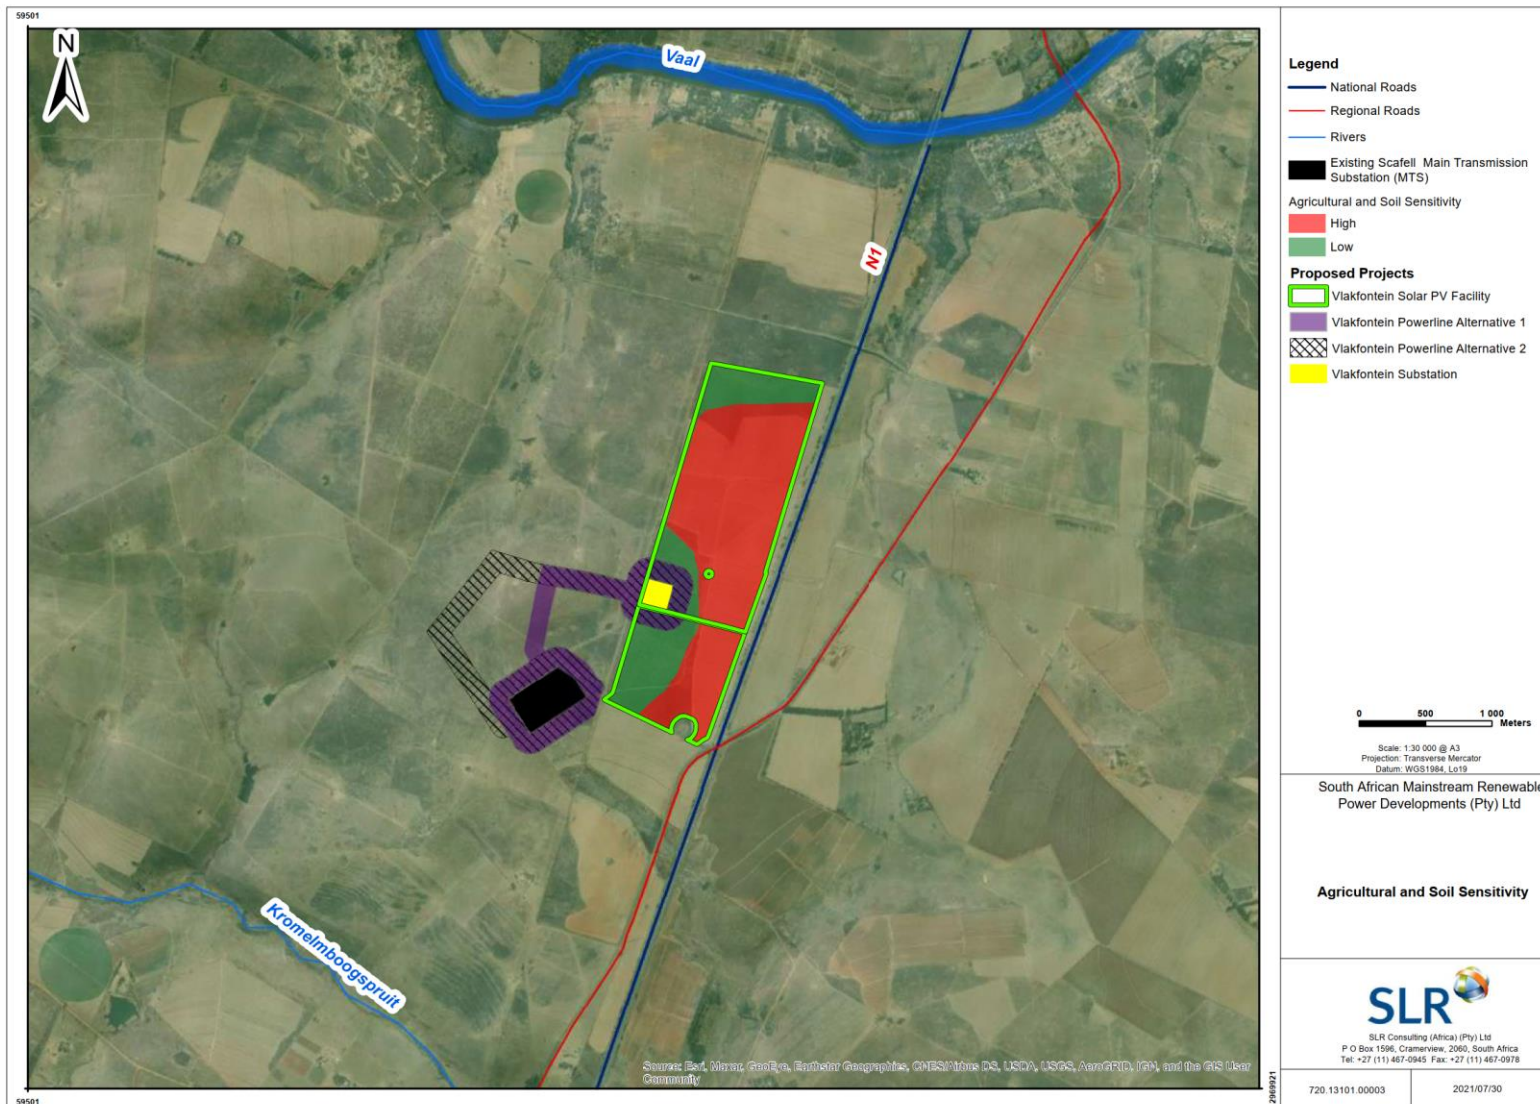 59501
N
Vaal
N1
Kromelmboogspruit
Source: Esri, Maxar, GeoEye, Earthstar Geographics, CNES/Airbus DS, USDA, USGS, AeroGRID, IGN, and the GIS User
Community
59501
2969921
Legend
National Roads
Regional Roads
Rivers
Existing Scafell Main Transmission
Substation (MTS)
Agricultural and Soil Sensitivity
High
Low
Proposed Projects
Vlakfontein Solar PV Facility
Vlakfontein Powerline Alternative 1
Vlakfontein Powerline Alternative 2
Vlakfontein Substation
0 500 1 000
Meters
Scale: 1:30 000 @ A3
Projection: Transverse Mercator
Datum: WGS1984, Lo19
South African Mainstream Renewable
Power Developments (Pty) Ltd
Agricultural and Soil Sensitivity
SLR
SLR Consulting (Africa) (Pty) Ltd
P O Box 1596, Cramerview, 2060, South Africa
Tel: +27 (11) 467-0945 Fax: +27 (11) 467-0978
720.13101.00003
2021/07/30